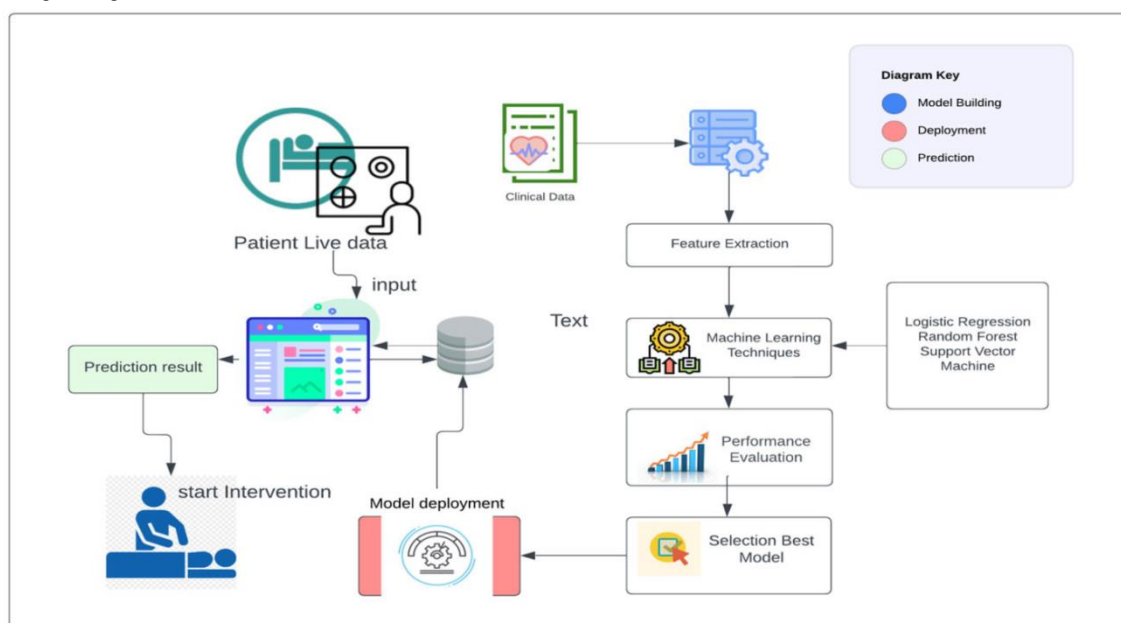 Diagram Key
Model Building
Deployment
Prediction
Clinical Data
Patient Live data
input
Feature Extraction
Text
Machine Learning
Techniques
Logistic Regression
Random Forest
Support Vector
Machine
Prediction result
Performance
Evaluation
start Intervention
Model deployment
Selection Best
Model